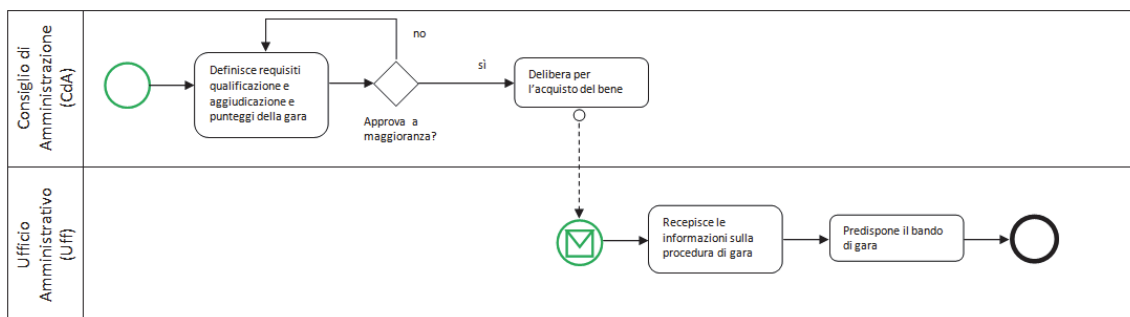 Consiglio di
Amministrazione
(CdA)
Definisce requisiti
qualificazione e
aggiudicazione e
punteggi della gara
no
Approva a
maggioranza?
sì
Delibera per
l'acquisto del bene
Ufficio
Amministrativo
(Uff)
Recepisce le
informazioni sulla
procedura di gara
Predispone il bando
di gara